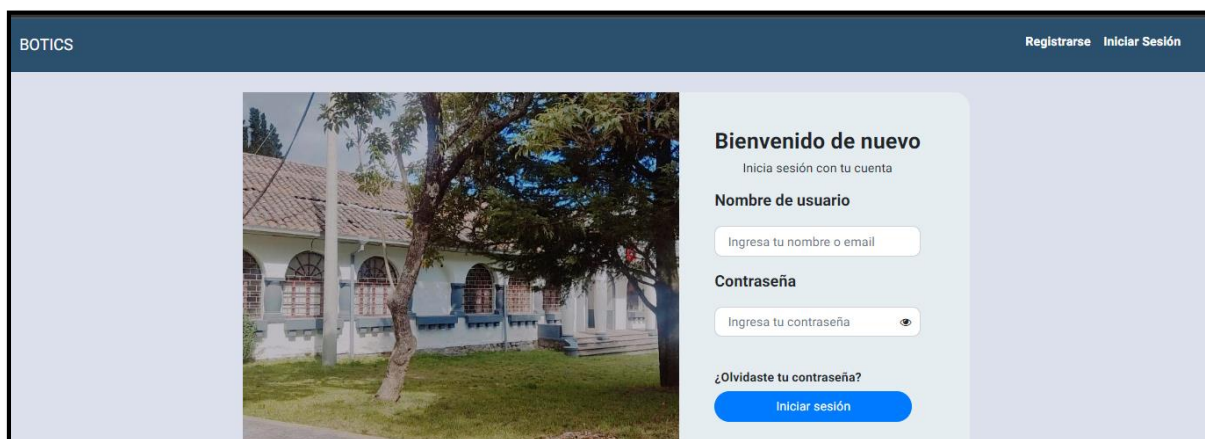 BOTICS
Registrarse Iniciar Sesión
Bienvenido de nuevo
Inicia sesión con tu cuenta
Nombre de usuario
Ingresa tu nombre o email
Contraseña
Ingresa tu contraseña
¿Olvidaste tu contraseña?
Iniciar sesión